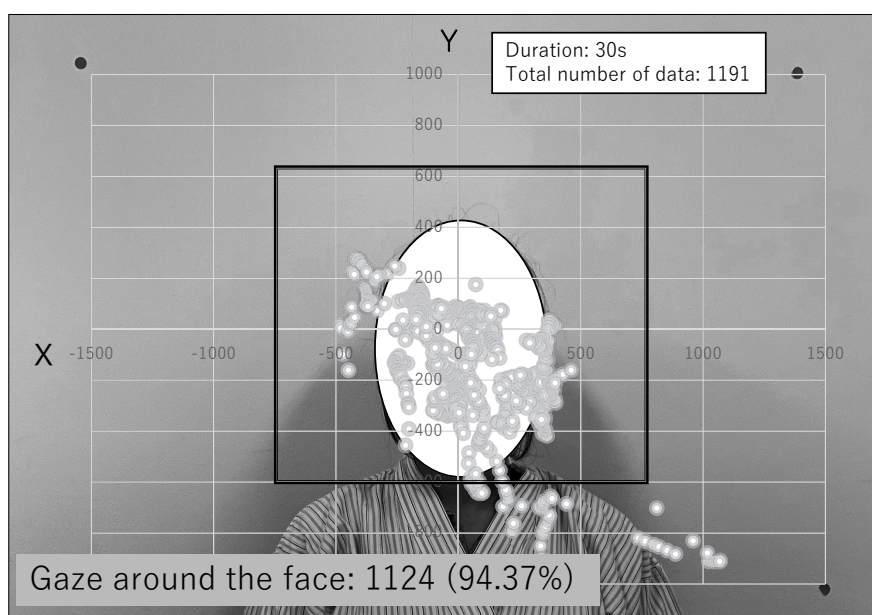 Y
Duration: 30s
Total number of data: 1191
1000
800
600
400
200
0
X -1500 -1000 -500 0 500 1000 1500
-200
-400
Gaze around the face: 1124 (94.37%)